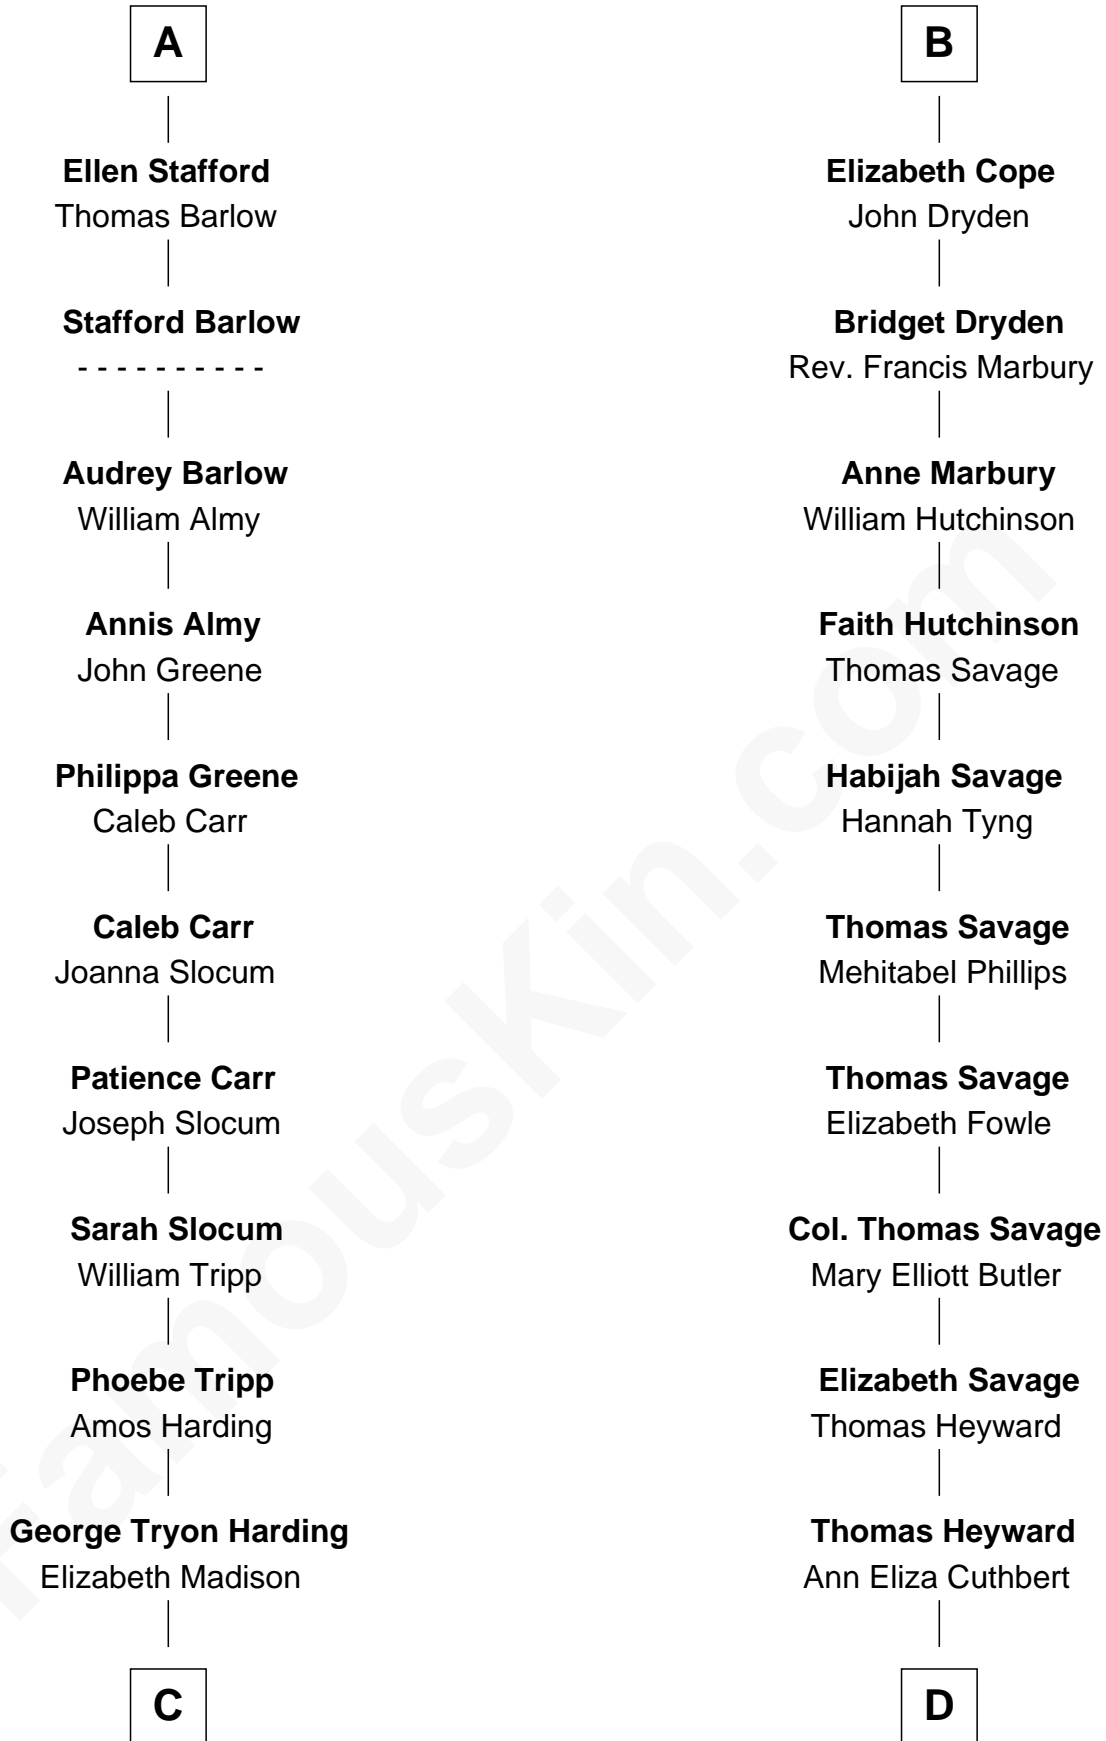 A
Ellen Stafford
Thomas Barlow
Stafford Barlow
- - - - - - - - - -
Audrey Barlow
William Almy
Annis Almy
John Greene
Philippa Greene
Caleb Carr
Caleb Carr
Joanna Slocum
Patience Carr
Joseph Slocum
Sarah Slocum
William Tripp
Phoebe Tripp
Amos Harding
George Tryon Harding
Elizabeth Madison
C
B
Elizabeth Cope
John Dryden
Bridget Dryden
Rev. Francis Marbury
Anne Marbury
William Hutchinson
Faith Hutchinson
Thomas Savage
Habijah Savage
Hannah Tyng
Thomas Savage
Mehitabel Phillips
Thomas Savage
Elizabeth Fowle
Col. Thomas Savage
Mary Elliott Butler
Elizabeth Savage
Thomas Heyward
Thomas Heyward
Ann Eliza Cuthbert
D
FamousKin.com